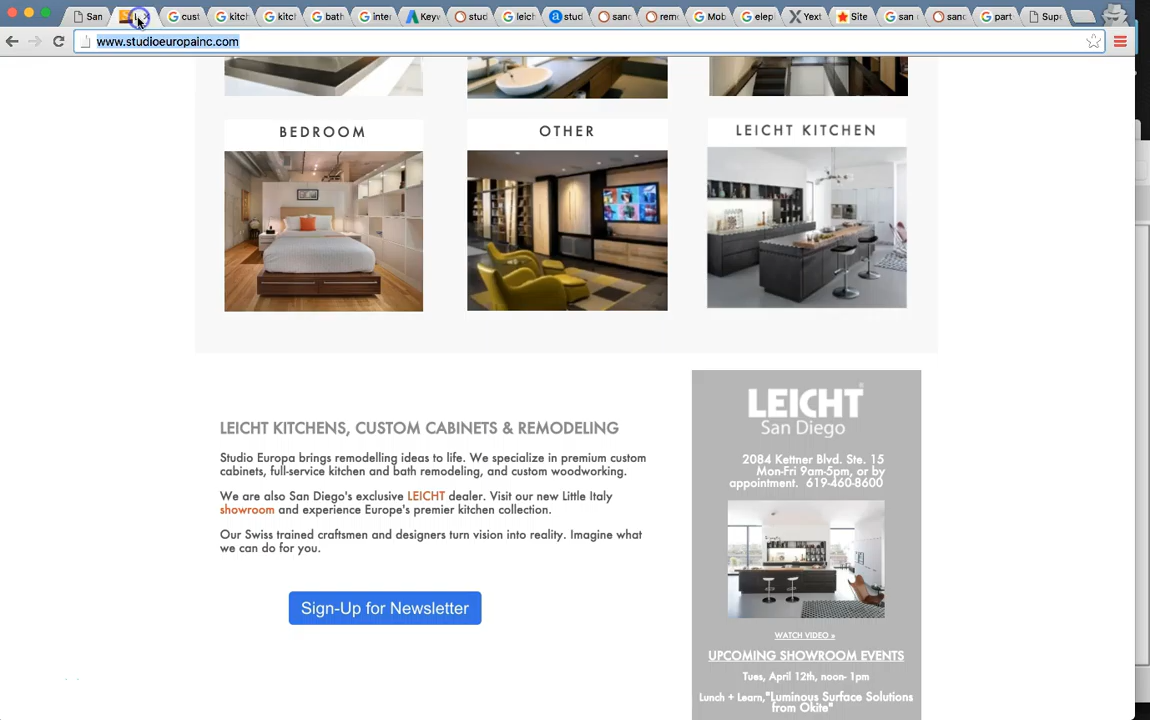 San
L
cust
kitch
kitcl
bath
inter
Keyv
stud
leich
stud
sanc
remo
Mob
elep
Yext
Site
san
sanc
part
Supe
www.studioeuropainc.com
BEDROOM
OTHER
LEICHT KITCHEN
LEICHT
San Diego
2084 Kettner Blvd. Ste. 15
Mon-Fri 9am-5pm, or by
appointment. 619-460-8600
LEICHT KITCHENS, CUSTOM CABINETS & REMODELING
Studio Europa brings remodelling ideas to life. We specialize in premium custom
cabinets, full-service kitchen and bath remodeling, and custom woodworking.
We are also San Diego's exclusive LEICHT dealer. Visit our new Little Italy
showroom and experience Europe's premier kitchen collection.
Our Swiss trained craftsmen and designers turn vision into reality. Imagine what
we can do for you.
Sign-Up for Newsletter
WATCH VIDEO »
UPCOMING SHOWROOM EVENTS
Tues, April 12th, noon- 1pm
Lunch + Learn,"Luminous Surface Solutions
from Okite"